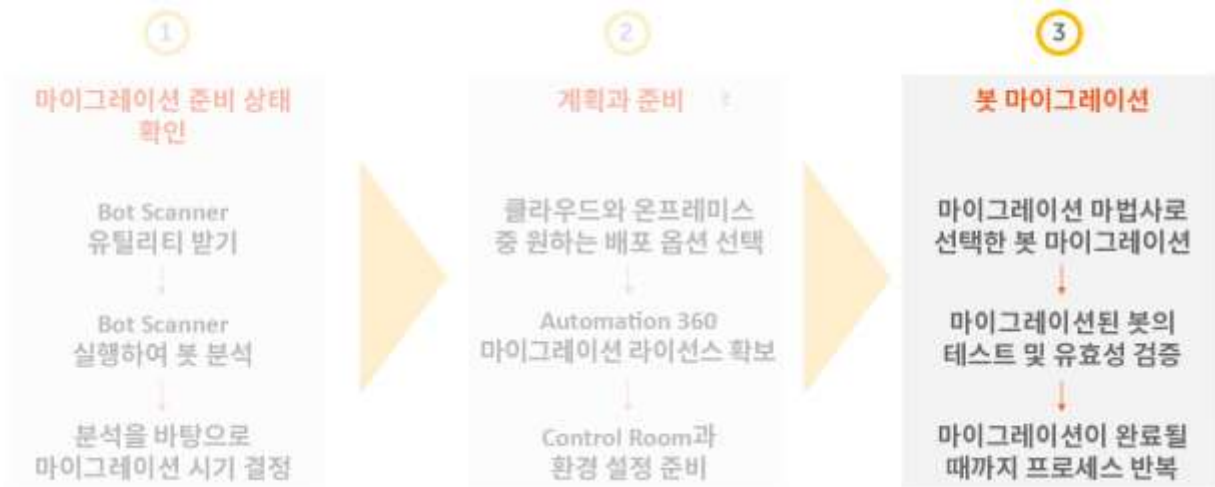 1
마이그레이션 준비 상태
확인
Bot Scanner
유틸리티 받기
Bot Scanner
실행하여 봇 분석
분석을 바탕으로
마이그레이션 시기 결정
2
계획과 준비
클라우드와 온프레미스
중 원하는 배포 옵션 선택
Automation 360
마이그레이션 라이선스 확보
Control Room과
환경 설정 준비
3
봇 마이그레이션
마이그레이션 마법사로
선택한 봇 마이그레이션
마이그레이션된 봇의
테스트 및 유효성 검증
마이그레이션이 완료될
때까지 프로세스 반복